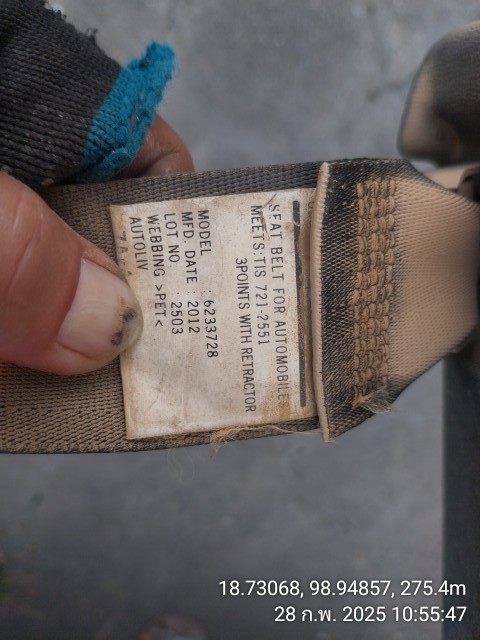 SEAT BELT FOR AUTOMOBILES
MEETS:TIS 721-2551
3POINTS WITH RETRACTOR
MODEL : 6233728
MFD. DATE : 2012
LOT NO. : 2503
WEBBING >PET<
AUTOLIV
18.73068, 98.94857, 275.4m
28 ก.พ. 2025 10:55:47